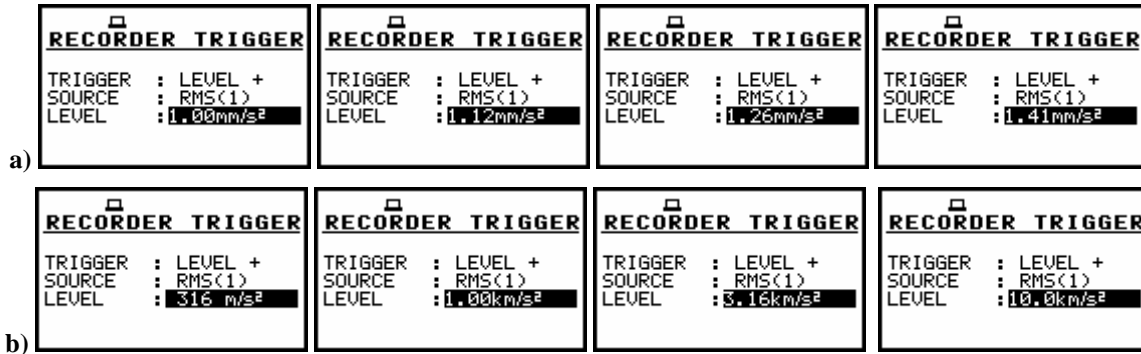 RECORDER TRIGGER
TRIGGER : LEVEL +
SOURCE : RMS(1)
LEVEL :1.00mm/s²
RECORDER TRIGGER
TRIGGER : LEVEL +
SOURCE : RMS(1)
LEVEL :1.12mm/s²
RECORDER TRIGGER
TRIGGER : LEVEL +
SOURCE : RMS(1)
LEVEL :1.26mm/s²
RECORDER TRIGGER
TRIGGER : LEVEL +
SOURCE : RMS(1)
LEVEL :1.41mm/s²
a)
RECORDER TRIGGER
TRIGGER : LEVEL +
SOURCE : RMS(1)
LEVEL : 316 m/s²
RECORDER TRIGGER
TRIGGER : LEVEL +
SOURCE : RMS(1)
LEVEL :1.00km/s²
RECORDER TRIGGER
TRIGGER : LEVEL +
SOURCE : RMS(1)
LEVEL :3.16km/s²
RECORDER TRIGGER
TRIGGER : LEVEL +
SOURCE : RMS(1)
LEVEL :10.0km/s²
b)